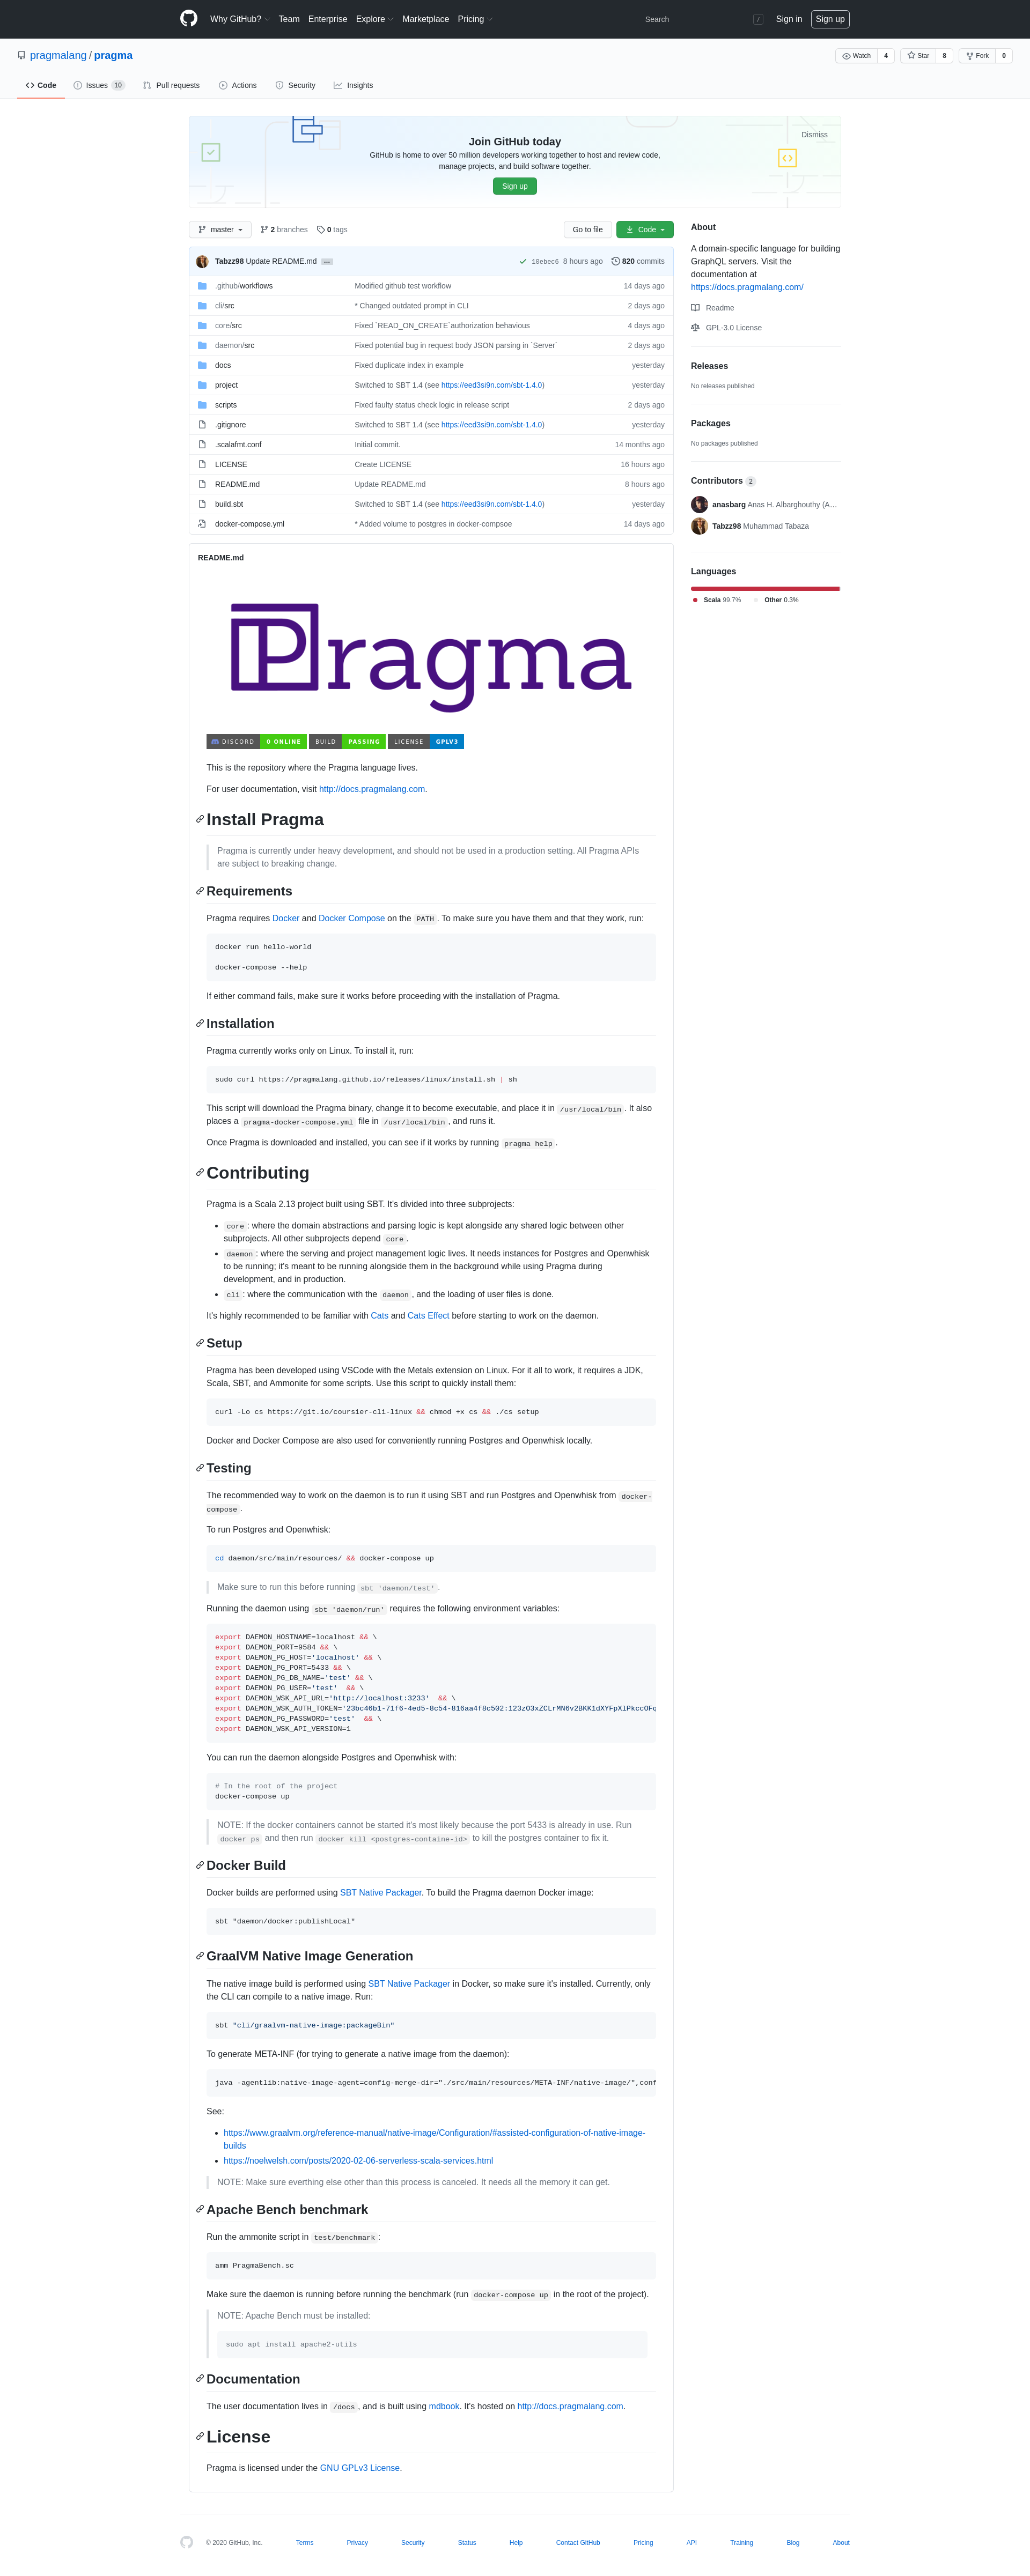 Why GitHub? Team Enterprise Explore Marketplace Pricing Search / Sign in Sign up
pragmalang / pragma Watch 4 Star 8 Fork 0
Code Issues 10 Pull requests Actions Security Insights
Join GitHub today Dismiss
GitHub is home to over 50 million developers working together to host and review code,
manage projects, and build software together.
Sign up
master 2 branches 0 tags Go to file Code
Tabzz98 Update README.md … 10ebec6 8 hours ago 820 commits
.github/workflows Modified github test workflow 14 days ago
cli/src * Changed outdated prompt in CLI 2 days ago
core/src Fixed `READ_ON_CREATE`authorization behavious 4 days ago
daemon/src Fixed potential bug in request body JSON parsing in `Server` 2 days ago
docs Fixed duplicate index in example yesterday
project Switched to SBT 1.4 (see https://eed3si9n.com/sbt-1.4.0) yesterday
scripts Fixed faulty status check logic in release script 2 days ago
.gitignore Switched to SBT 1.4 (see https://eed3si9n.com/sbt-1.4.0) yesterday
.scalafmt.conf Initial commit. 14 months ago
LICENSE Create LICENSE 16 hours ago
README.md Update README.md 8 hours ago
build.sbt Switched to SBT 1.4 (see https://eed3si9n.com/sbt-1.4.0) yesterday
docker-compose.yml * Added volume to postgres in docker-compsoe 14 days ago
About
A domain-specific language for building
GraphQL servers. Visit the
documentation at
https://docs.pragmalang.com/
Readme
GPL-3.0 License
Releases
No releases published
Packages
No packages published
Contributors 2
anasbarg Anas H. Albarghouthy (A…
Tabzz98 Muhammad Tabaza
Languages
Scala 99.7% Other 0.3%
README.md
Pragma
DISCORD 0 ONLINE BUILD PASSING LICENSE GPLV3
This is the repository where the Pragma language lives.
For user documentation, visit http://docs.pragmalang.com.
Install Pragma
Pragma is currently under heavy development, and should not be used in a production setting. All Pragma APIs
are subject to breaking change.
Requirements
Pragma requires Docker and Docker Compose on the PATH. To make sure you have them and that they work, run:
docker run hello-world
docker-compose --help
If either command fails, make sure it works before proceeding with the installation of Pragma.
Installation
Pragma currently works only on Linux. To install it, run:
sudo curl https://pragmalang.github.io/releases/linux/install.sh | sh
This script will download the Pragma binary, change it to become executable, and place it in /usr/local/bin. It also
places a pragma-docker-compose.yml file in /usr/local/bin, and runs it.
Once Pragma is downloaded and installed, you can see if it works by running pragma help.
Contributing
Pragma is a Scala 2.13 project built using SBT. It's divided into three subprojects:
• core: where the domain abstractions and parsing logic is kept alongside any shared logic between other
subprojects. All other subprojects depend core.
• daemon: where the serving and project management logic lives. It needs instances for Postgres and Openwhisk
to be running; it's meant to be running alongside them in the background while using Pragma during
development, and in production.
• cli: where the communication with the daemon, and the loading of user files is done.
It's highly recommended to be familiar with Cats and Cats Effect before starting to work on the daemon.
Setup
Pragma has been developed using VSCode with the Metals extension on Linux. For it all to work, it requires a JDK,
Scala, SBT, and Ammonite for some scripts. Use this script to quickly install them:
curl -Lo cs https://git.io/coursier-cli-linux && chmod +x cs && ./cs setup
Docker and Docker Compose are also used for conveniently running Postgres and Openwhisk locally.
Testing
The recommended way to work on the daemon is to run it using SBT and run Postgres and Openwhisk from docker-
compose.
To run Postgres and Openwhisk:
cd daemon/src/main/resources/ && docker-compose up
Make sure to run this before running sbt 'daemon/test'.
Running the daemon using sbt 'daemon/run' requires the following environment variables:
export DAEMON_HOSTNAME=localhost && \
export DAEMON_PORT=9584 && \
export DAEMON_PG_HOST='localhost' && \
export DAEMON_PG_PORT=5433 && \
export DAEMON_PG_DB_NAME='test' && \
export DAEMON_PG_USER='test' && \
export DAEMON_WSK_API_URL='http://localhost:3233' && \
export DAEMON_WSK_AUTH_TOKEN='23bc46b1-71f6-4ed5-8c54-816aa4f8c502:123zO3xZCLrMN6v2BKK1dXYFpXlPkccOFq
export DAEMON_PG_PASSWORD='test' && \
export DAEMON_WSK_API_VERSION=1
You can run the daemon alongside Postgres and Openwhisk with:
# In the root of the project
docker-compose up
NOTE: If the docker containers cannot be started it's most likely because the port 5433 is already in use. Run
docker ps and then run docker kill <postgres-containe-id> to kill the postgres container to fix it.
Docker Build
Docker builds are performed using SBT Native Packager. To build the Pragma daemon Docker image:
sbt "daemon/docker:publishLocal"
GraalVM Native Image Generation
The native image build is performed using SBT Native Packager in Docker, so make sure it's installed. Currently, only
the CLI can compile to a native image. Run:
sbt "cli/graalvm-native-image:packageBin"
To generate META-INF (for trying to generate a native image from the daemon):
java -agentlib:native-image-agent=config-merge-dir="./src/main/resources/META-INF/native-image/",conf
See:
• https://www.graalvm.org/reference-manual/native-image/Configuration/#assisted-configuration-of-native-image-
builds
• https://noelwelsh.com/posts/2020-02-06-serverless-scala-services.html
NOTE: Make sure everthing else other than this process is canceled. It needs all the memory it can get.
Apache Bench benchmark
Run the ammonite script in test/benchmark:
amm PragmaBench.sc
Make sure the daemon is running before running the benchmark (run docker-compose up in the root of the project).
NOTE: Apache Bench must be installed:
sudo apt install apache2-utils
Documentation
The user documentation lives in /docs, and is built using mdbook. It's hosted on http://docs.pragmalang.com.
License
Pragma is licensed under the GNU GPLv3 License.
© 2020 GitHub, Inc. Terms Privacy Security Status Help Contact GitHub Pricing API Training Blog About